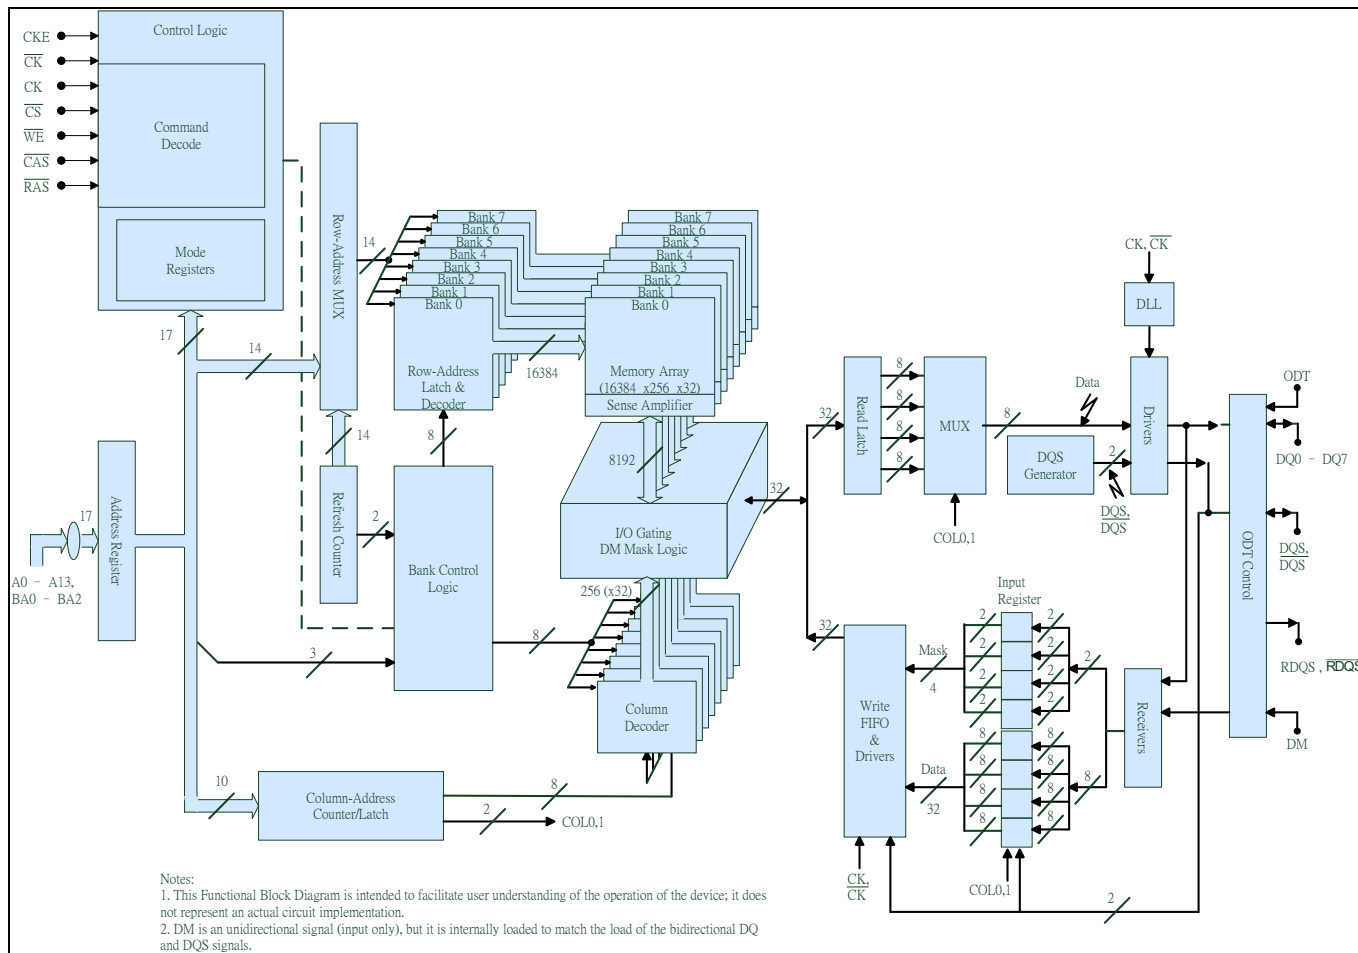 Control Logic
CKE
CK
CK
CS
WE
CAS
RAS
Command
Decode
Mode
Registers
Row-Address MUX
14
Bank 7
Bank 6
Bank 5
Bank 4
Bank 3
Bank 2
Bank 1
Bank 0
Row-Address
Latch &
Decoder
16384
Bank 7
Bank 6
Bank 5
Bank 4
Bank 3
Bank 2
Bank 1
Bank 0
Memory Array
(16384 x256 x32)
Sense Amplifier
17
14
14
8
8192
Refresh Counter
2
Bank Control
Logic
I/O Gating
DM Mask Logic
256 (x32)
17
Address Register
A0 - A13,
BA0 - BA2
3
8
Column
Decoder
10
Column-Address
Counter/Latch
8
2
COL0,1
32
32
Read Latch
8
8
8
8
MUX
COL0,1
8
Data
DQS
Generator
2
DQS,
DQS
CK, CK
DLL
Drivers
ODT
DQ0 - DQ7
ODT Control
DQS,
DQS
RDQS , RDQS
DM
32
Write
FIFO
&
Drivers
CK,
CK
Mask
4
Data
32
Input
Register
2
2
2
2
2
2
2
2
2
8
8
8
8
8
8
8
8
8
Receivers
COL0,1
2
Notes:
1. This Functional Block Diagram is intended to facilitate user understanding of the operation of the device; it does
not represent an actual circuit implementation.
2. DM is an unidirectional signal (input only), but it is internally loaded to match the load of the bidirectional DQ
and DQS signals.